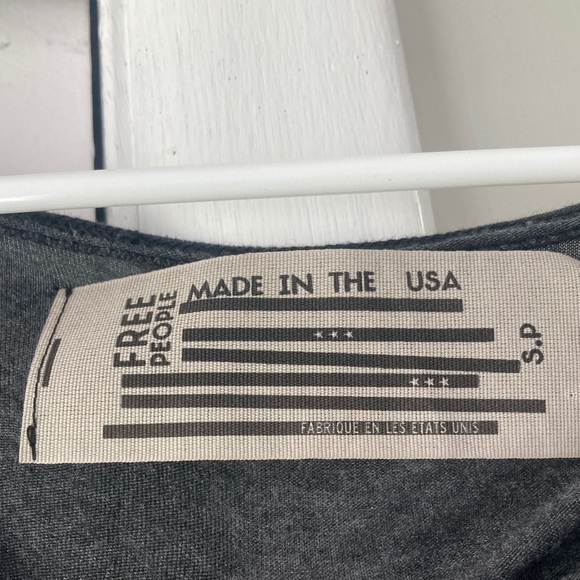 FREE
PEOPLE
MADE IN THE USA
S.P
FABRIQUE EN LES ETATS UNIS